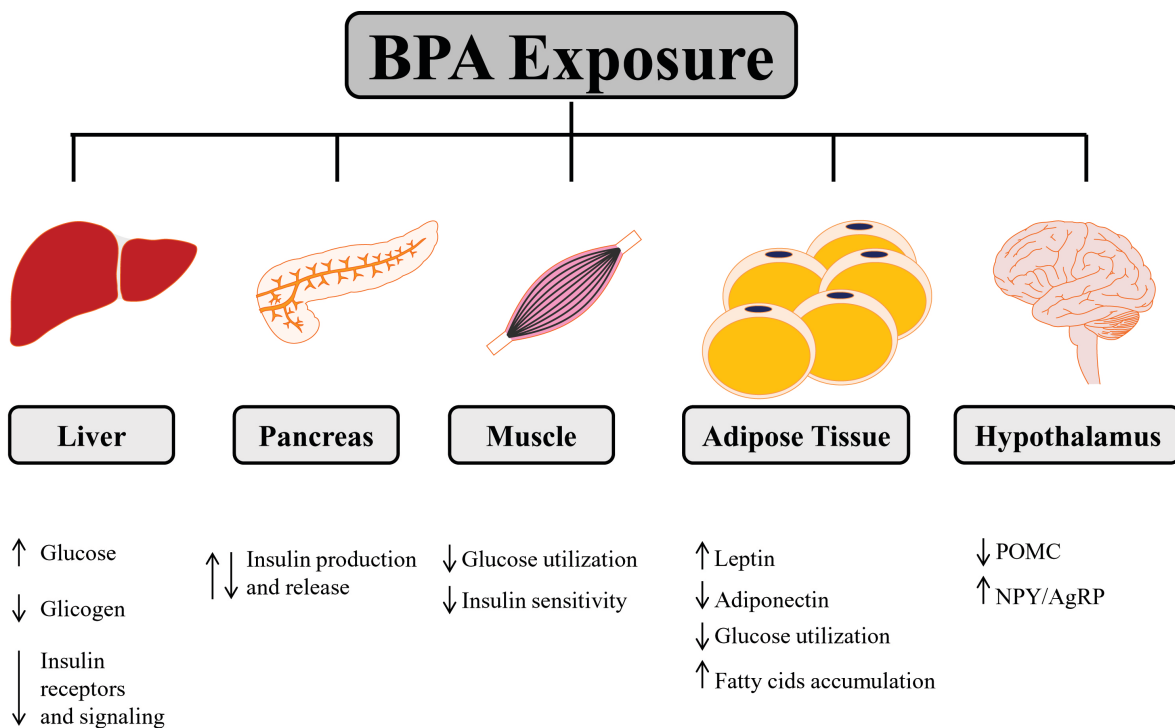 BPA Exposure
Liver
Pancreas
Muscle
Adipose Tissue
Hypothalamus
↑ Glucose
↓ Glicogen
↓ Insulin
receptors
and signaling
↑↓ Insulin production
and release
↓ Glucose utilization
↓ Insulin sensitivity
↑ Leptin
↓ Adiponectin
↓ Glucose utilization
↑ Fatty cids accumulation
↓ POMC
↑ NPY/AgRP